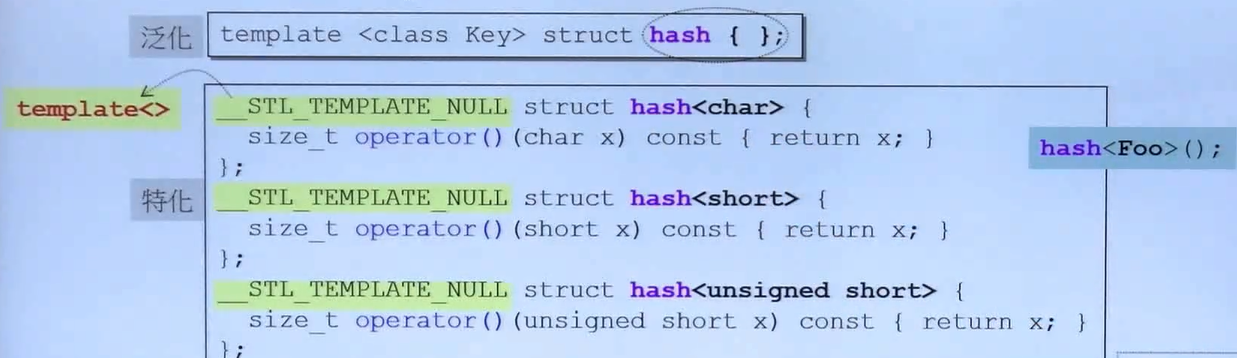 泛化
template <class Key> struct hash { };
template<>
__STL_TEMPLATE_NULL struct hash<char> {
size_t operator()(char x) const { return x; }
};
hash<Foo>();
特化
__STL_TEMPLATE_NULL struct hash<short> {
size_t operator()(short x) const { return x; }
};
__STL_TEMPLATE_NULL struct hash<unsigned short> {
size_t operator()(unsigned short x) const { return x; }
};